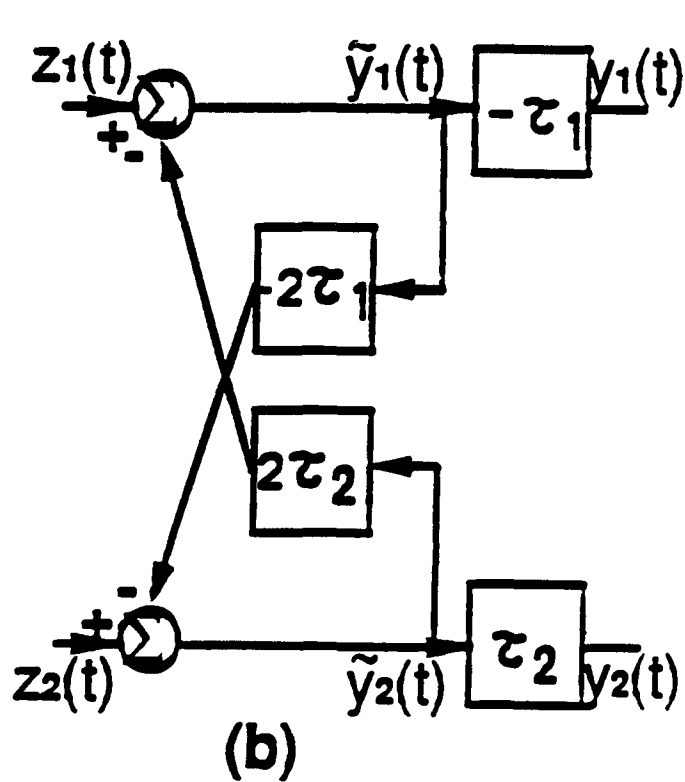 z1(t)
ỹ1(t)
y1(t)
Σ
+
-
-τ1
-2τ1
2τ2
-
+
Σ
τ2
z2(t)
ỹ2(t)
y2(t)
(b)